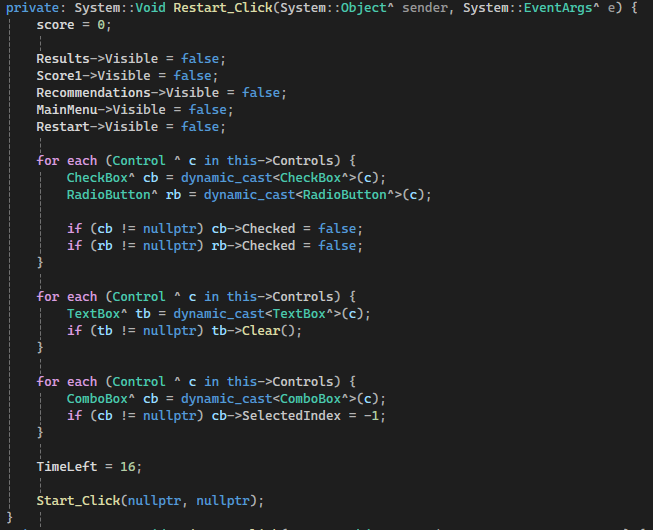 private: System::Void Restart_Click(System::Object^ sender, System::EventArgs^ e) {
    score = 0;

    Results->Visible = false;
    Score1->Visible = false;
    Recommendations->Visible = false;
    MainMenu->Visible = false;
    Restart->Visible = false;

    for each (Control ^ c in this->Controls) {
        CheckBox^ cb = dynamic_cast<CheckBox^>(c);
        RadioButton^ rb = dynamic_cast<RadioButton^>(c);

        if (cb != nullptr) cb->Checked = false;
        if (rb != nullptr) rb->Checked = false;
    }

    for each (Control ^ c in this->Controls) {
        TextBox^ tb = dynamic_cast<TextBox^>(c);
        if (tb != nullptr) tb->Clear();
    }

    for each (Control ^ c in this->Controls) {
        ComboBox^ cb = dynamic_cast<ComboBox^>(c);
        if (cb != nullptr) cb->SelectedIndex = -1;
    }

    TimeLeft = 16;

    Start_Click(nullptr, nullptr);
}